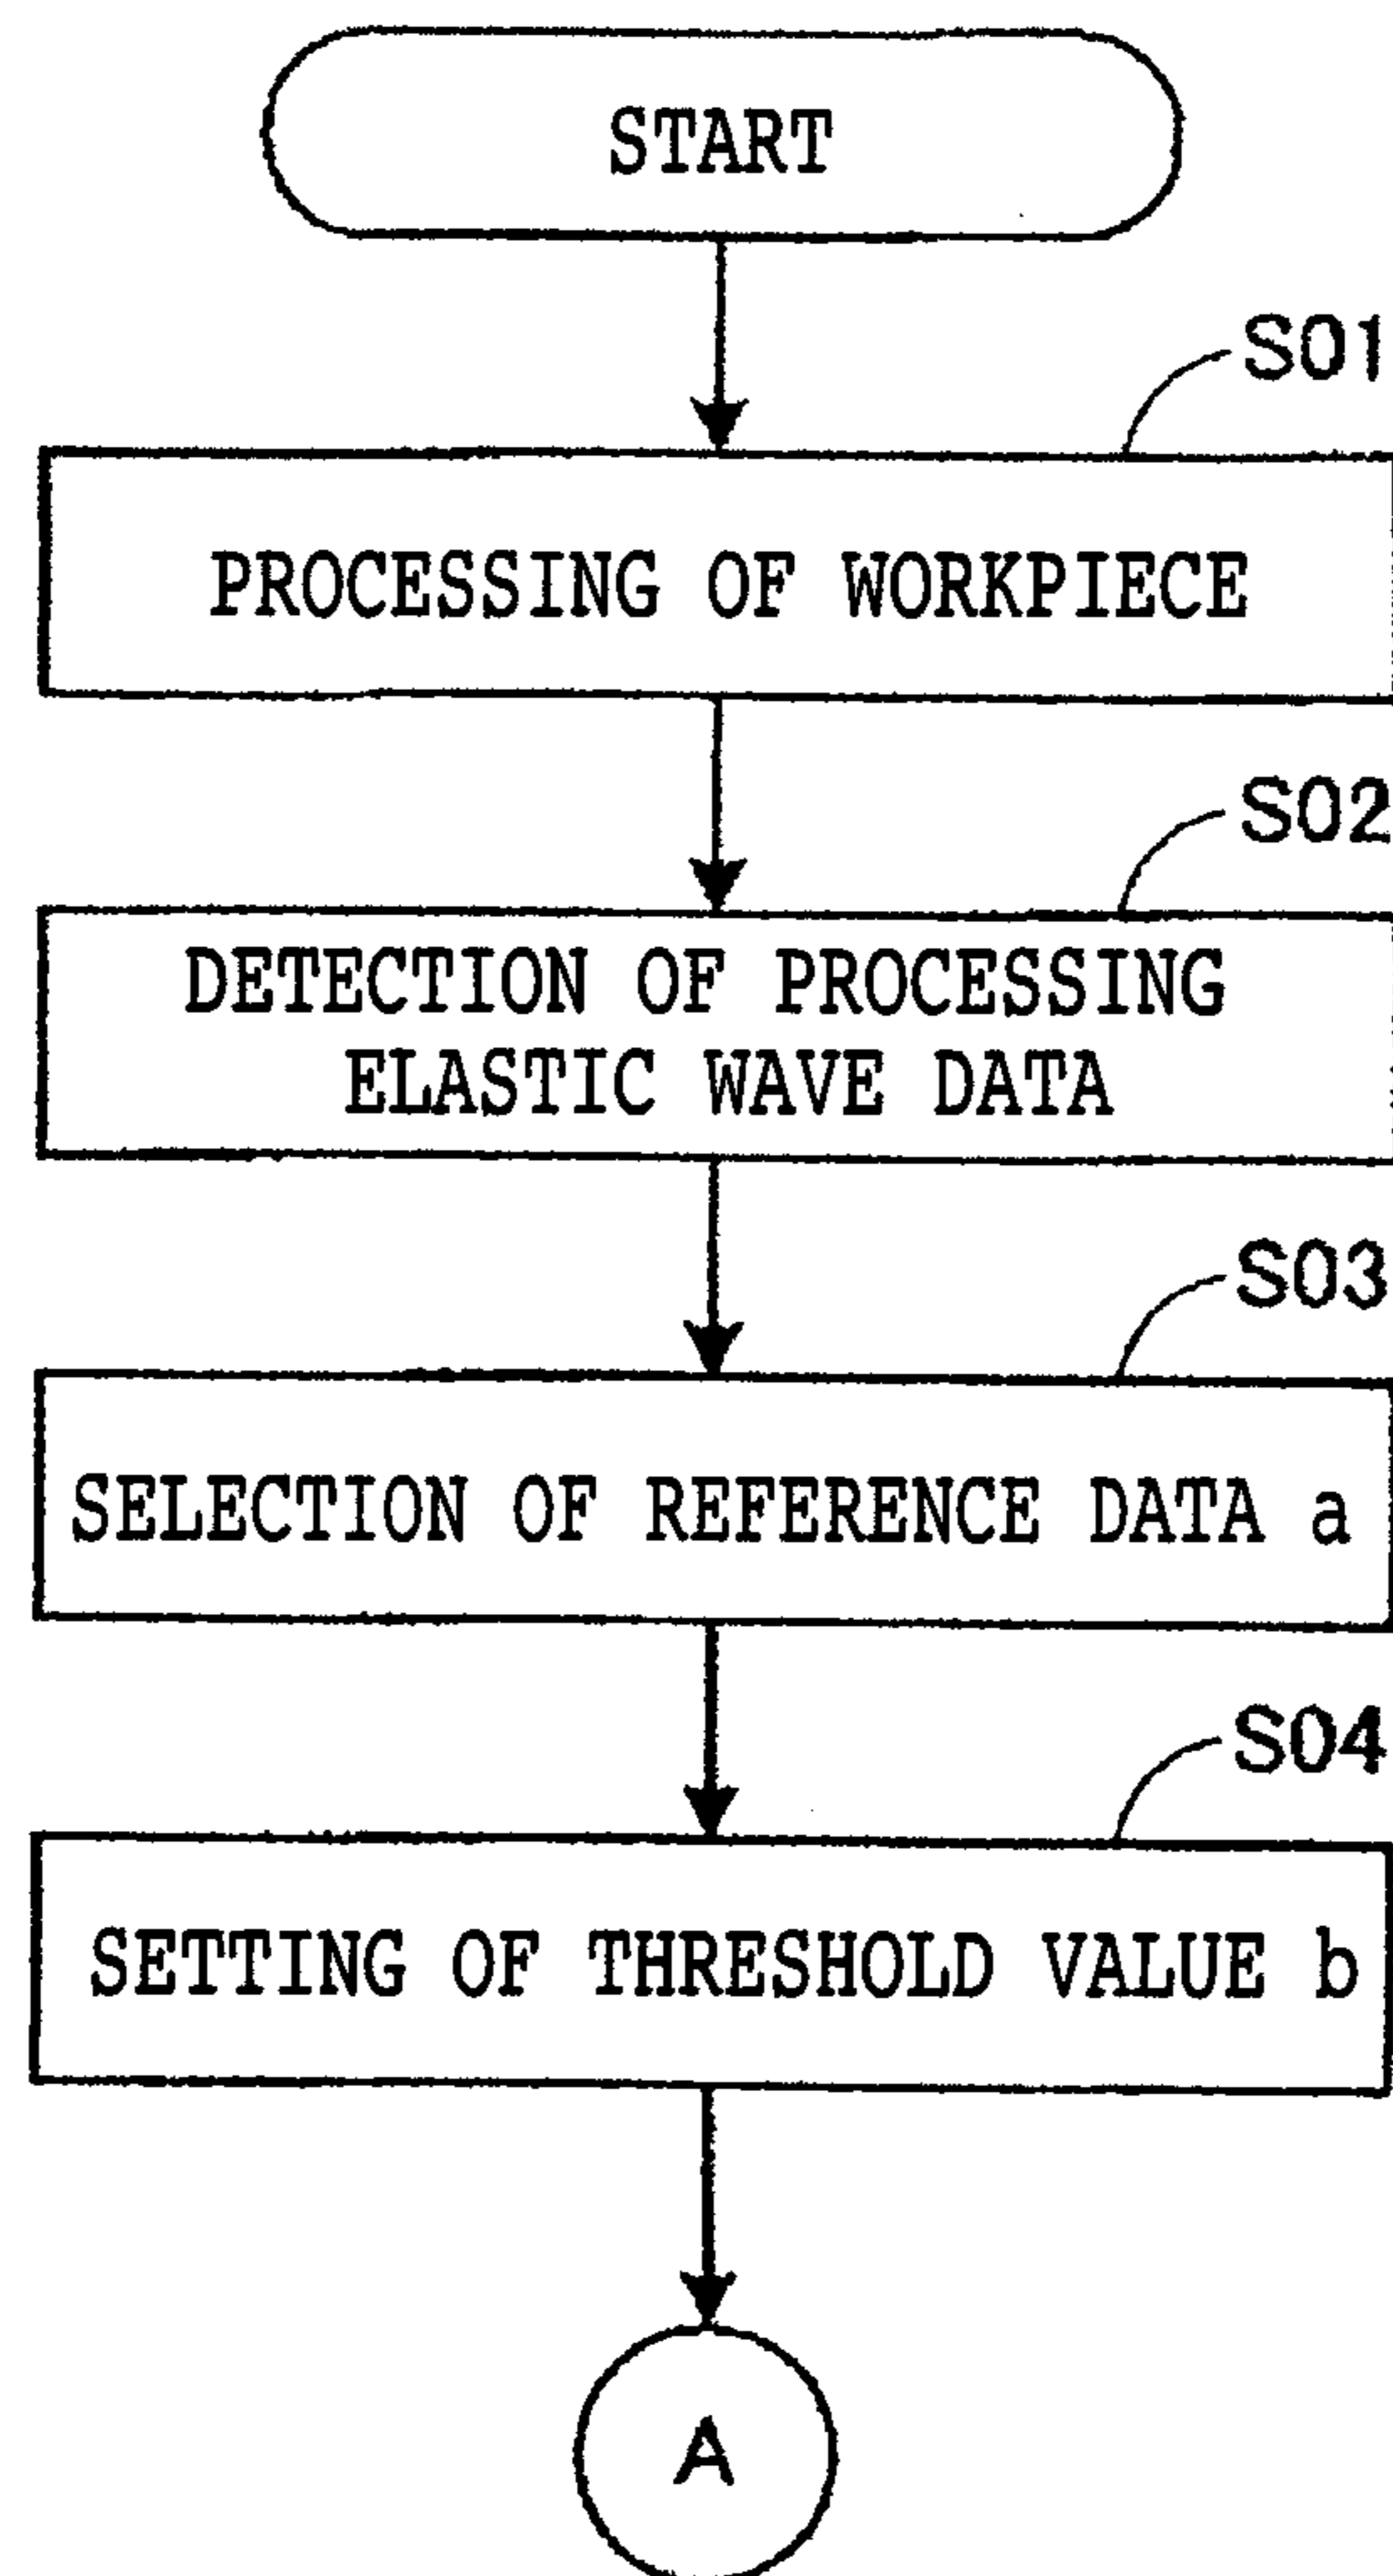 START
S01
PROCESSING OF WORKPIECE
S02
DETECTION OF PROCESSING
ELASTIC WAVE DATA
S03
SELECTION OF REFERENCE DATA a
S04
SETTING OF THRESHOLD VALUE b
A